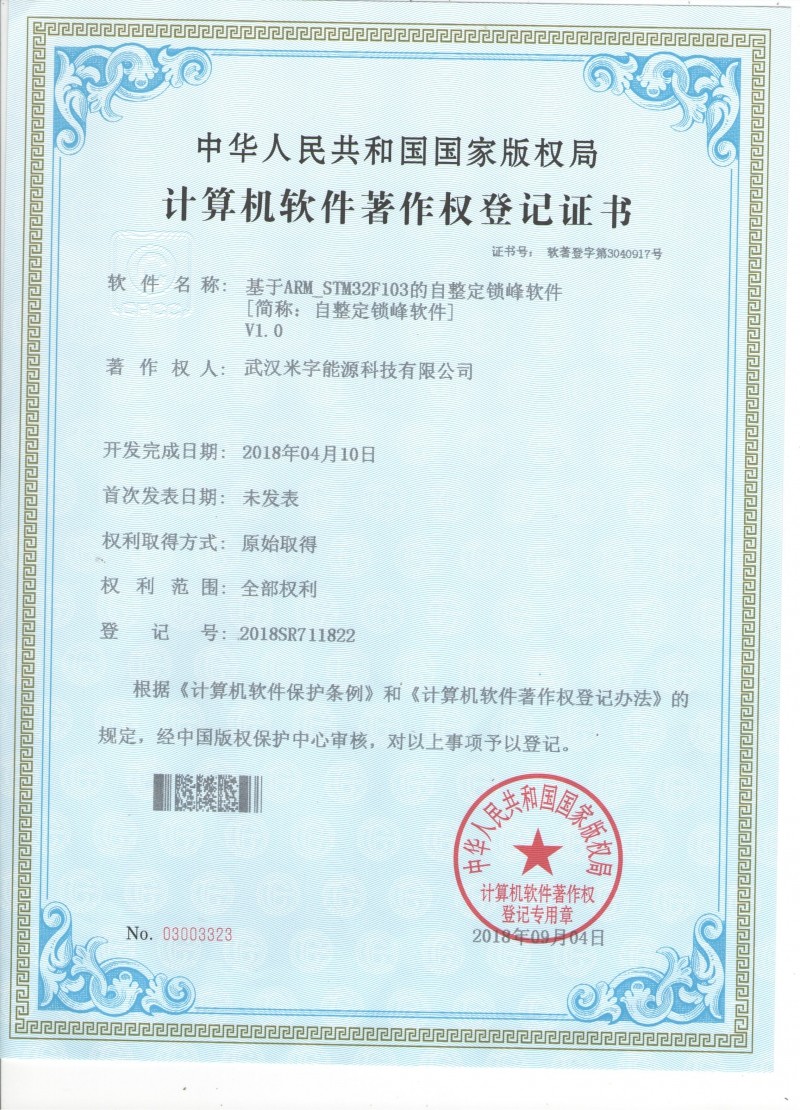 中华人民共和国国家版权局
计算机软件著作权登记证书
证书号： 软著登字第3040917号
软件名称： 基于ARM_STM32F103的自整定锁峰软件
[简称：自整定锁峰软件]
V1.0
著作权人： 武汉米字能源科技有限公司
开发完成日期： 2018年04月10日
首次发表日期： 未发表
权利取得方式： 原始取得
权利范围： 全部权利
登记号： 2018SR711822
根据《计算机软件保护条例》和《计算机软件著作权登记办法》的
规定，经中国版权保护中心审核，对以上事项予以登记。
中华人民共和国国家版权局
计算机软件著作权
登记专用章
No. 03003323
2018年09月04日